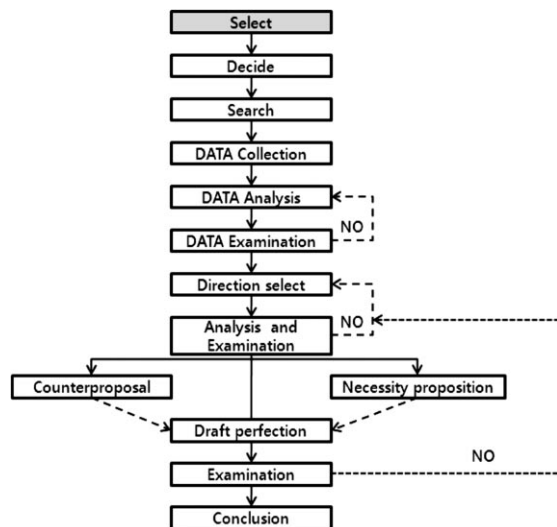 Select
Decide
Search
DATA Collection
DATA Analysis
NO
DATA Examination
Direction select
NO
Analysis and
Examination
Counterproposal
Necessity proposition
Draft perfection
NO
Examination
Conclusion